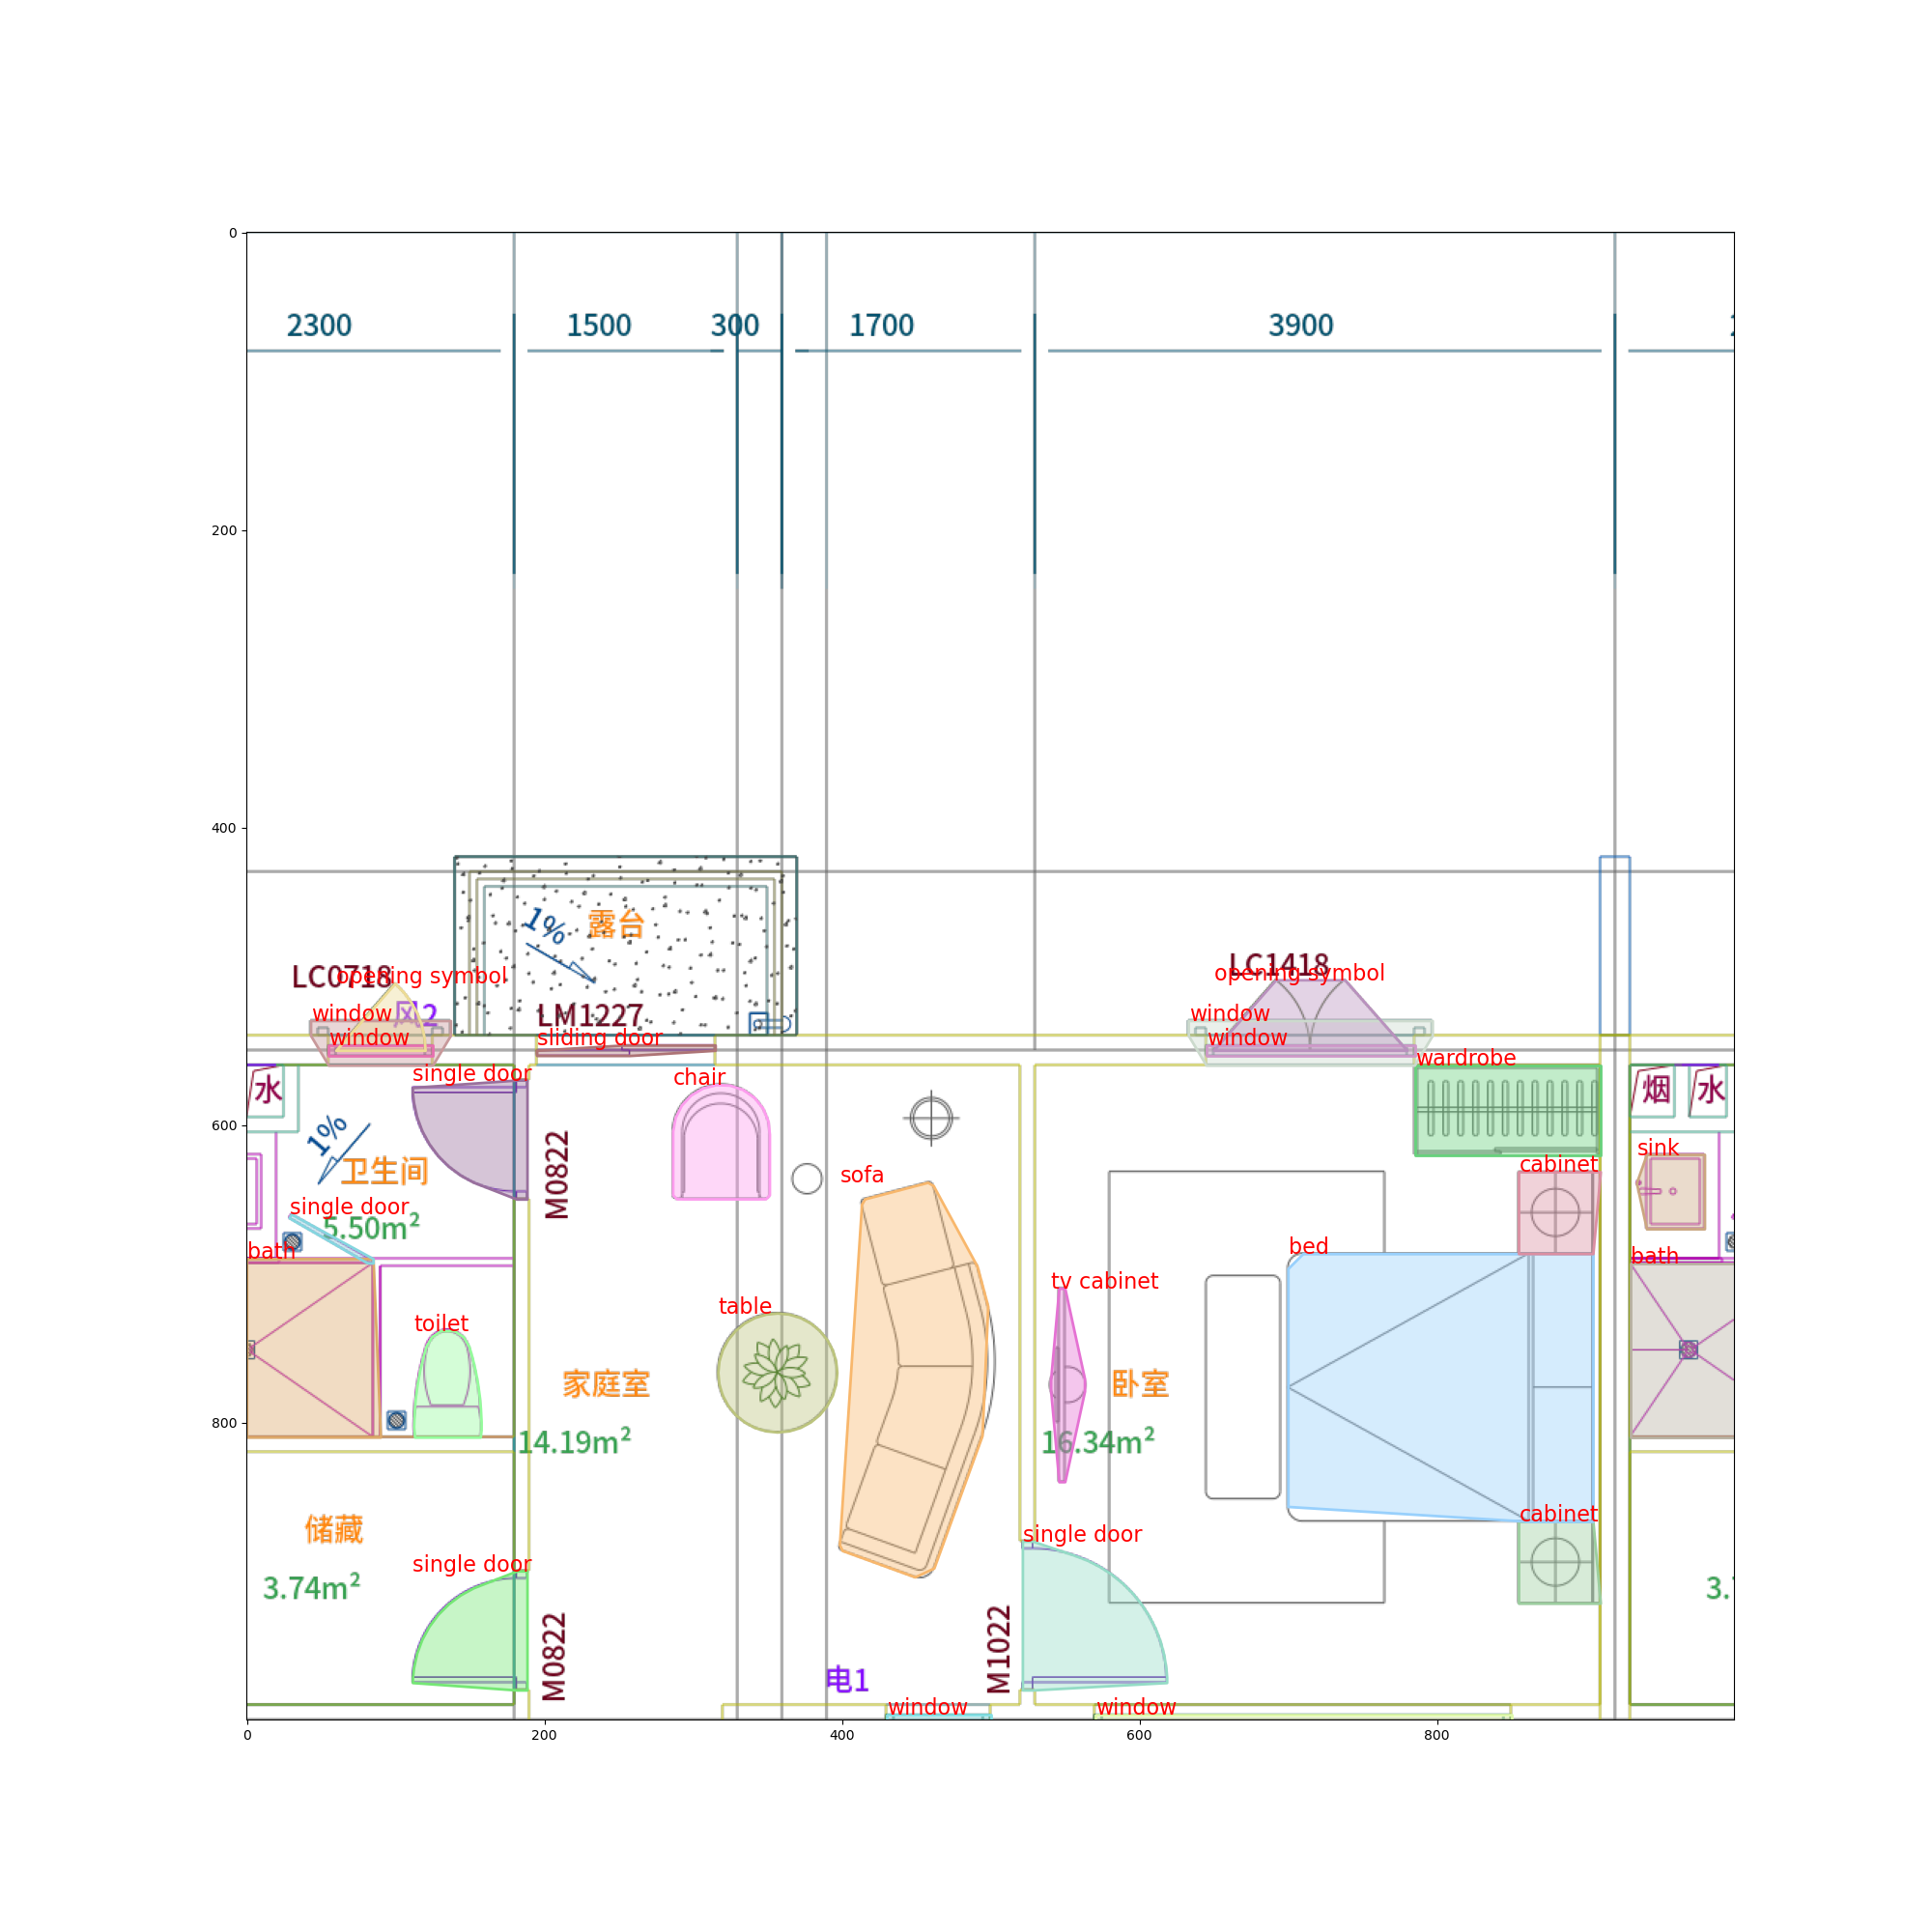 0
200
400
600
800
2300
1500
300
1700
3900
露台
1%
LC0718
opening symbol
LC1418
opening symbol
window
风2
LM1227
window
window
sliding door
window
wardrobe
single door
chair
水
烟
水
1%
M0822
卫生间
sofa
sink
cabinet
single door
5.50m²
bath
bed
bath
tv cabinet
table
toilet
家庭室
卧室
14.19m²
16.34m²
储藏
cabinet
single door
single door
3.74m²
3.
M0822
M1022
电1
window
window
0
200
400
600
800